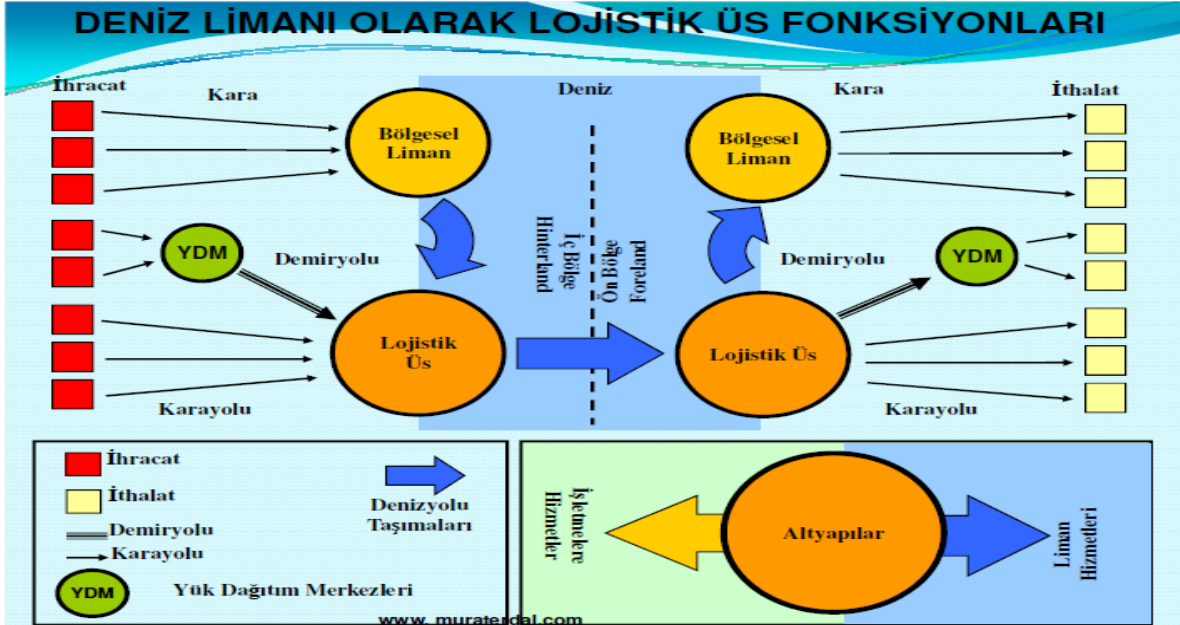 DENİZ LİMANI OLARAK LOJİSTİK ÜS FONKSİYONLARI
İhracat
Kara
Deniz
Kara
İthalat
Bölgesel
Liman
Bölgesel
Liman
YDM
Demiryolu
İç Bölge
Hinterland
Ön Bölge
Foreland
Demiryolu
YDM
Lojistik
Üs
Lojistik Üs
Karayolu
Karayolu
İhracat
İthalat
Demiryolu
Karayolu
YDM
Yük Dağıtım Merkezleri
Denizyolu
Taşımaları
İşletmelere
Hizmetler
Altyapılar
Liman
Hizmetleri
www. muraterdal.com